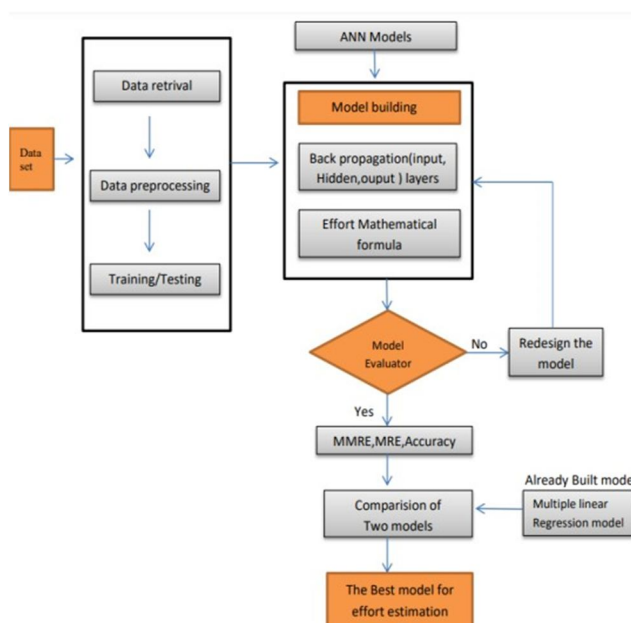 ANN Models
Data retrival
Model building
Data
set
Back propagation(input,
Hidden,ouput ) layers
Data preprocessing
Effort Mathematical
formula
Training/Testing
Model
Evaluator
No
Redesign the
model
Yes
MMRE,MRE,Accuracy
Already Built mode
Comparision of
Two models
Multiple linear
Regression model
The Best model for
effort estimation